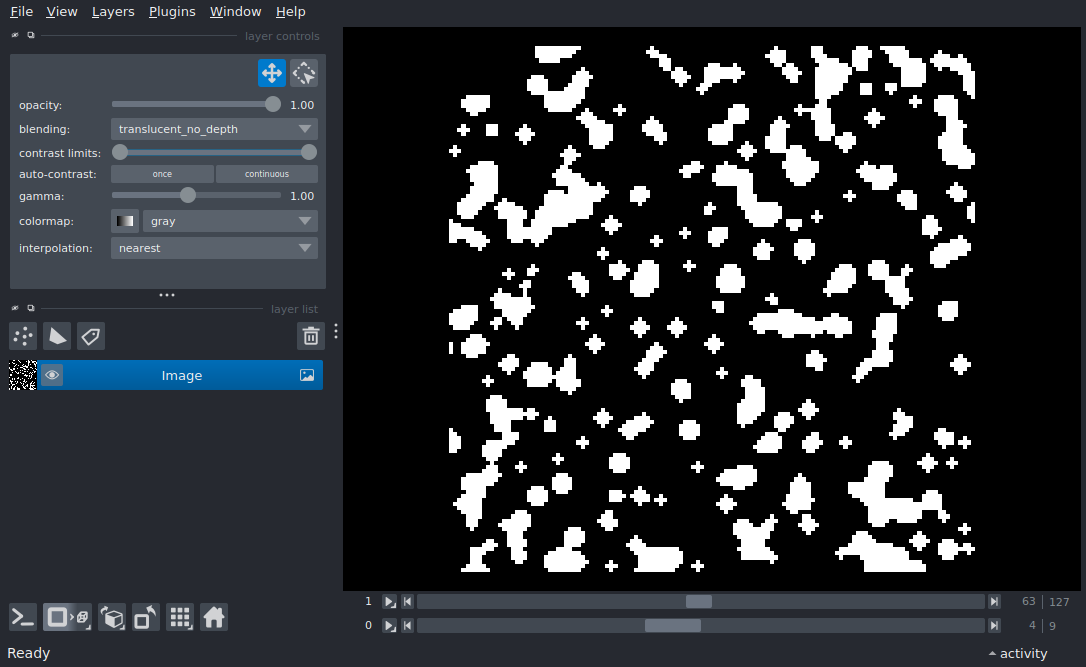 File View Layers Plugins Window Help
layer controls
opacity: 1.00
blending: translucent_no_depth
contrast limits:
auto-contrast: once continuous
gamma: 1.00
colormap: gray
interpolation: nearest
layer list
Image
1 63 127
0 4 9
Ready activity